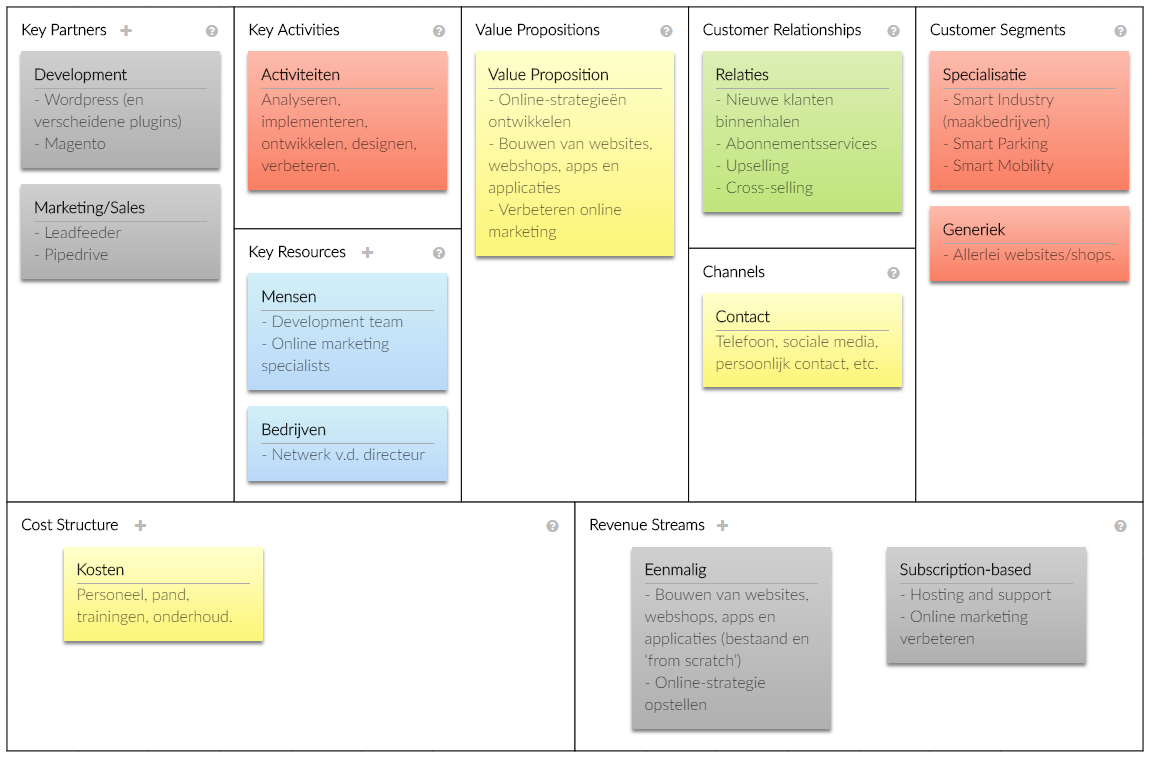 Key Partners
Development
- Wordpress (en
verscheidene plugins)
- Magento
Marketing/Sales
- Leadfeeder
- Pipedrive
Key Activities
Activiteiten
Analyseren,
implementeren,
ontwikkelen, designen,
verbeteren.
Key Resources
Mensen
- Development team
- Online marketing
specialists
Bedrijven
- Netwerk v.d. directeur
Value Propositions
Value Proposition
- Online-strategieën
ontwikkelen
- Bouwen van websites,
webshops, apps en
applicaties
- Verbeteren online
marketing
Customer Relationships
Relaties
- Nieuwe klanten
binnenhalen
- Abonnementsservices
- Upselling
- Cross-selling
Channels
Contact
Telefoon, sociale media,
persoonlijk contact, etc.
Customer Segments
Specialisatie
- Smart Industry
(maakbedrijven)
- Smart Parking
- Smart Mobility
Generiek
- Allerlei websites/shops.
Cost Structure
Kosten
Personeel, pand,
trainingen, onderhoud.
Revenue Streams
Eenmalig
- Bouwen van websites,
webshops, apps en
applicaties (bestaand en
'from scratch')
- Online-strategie
opstellen
Subscription-based
- Hosting and support
- Online marketing
verbeteren